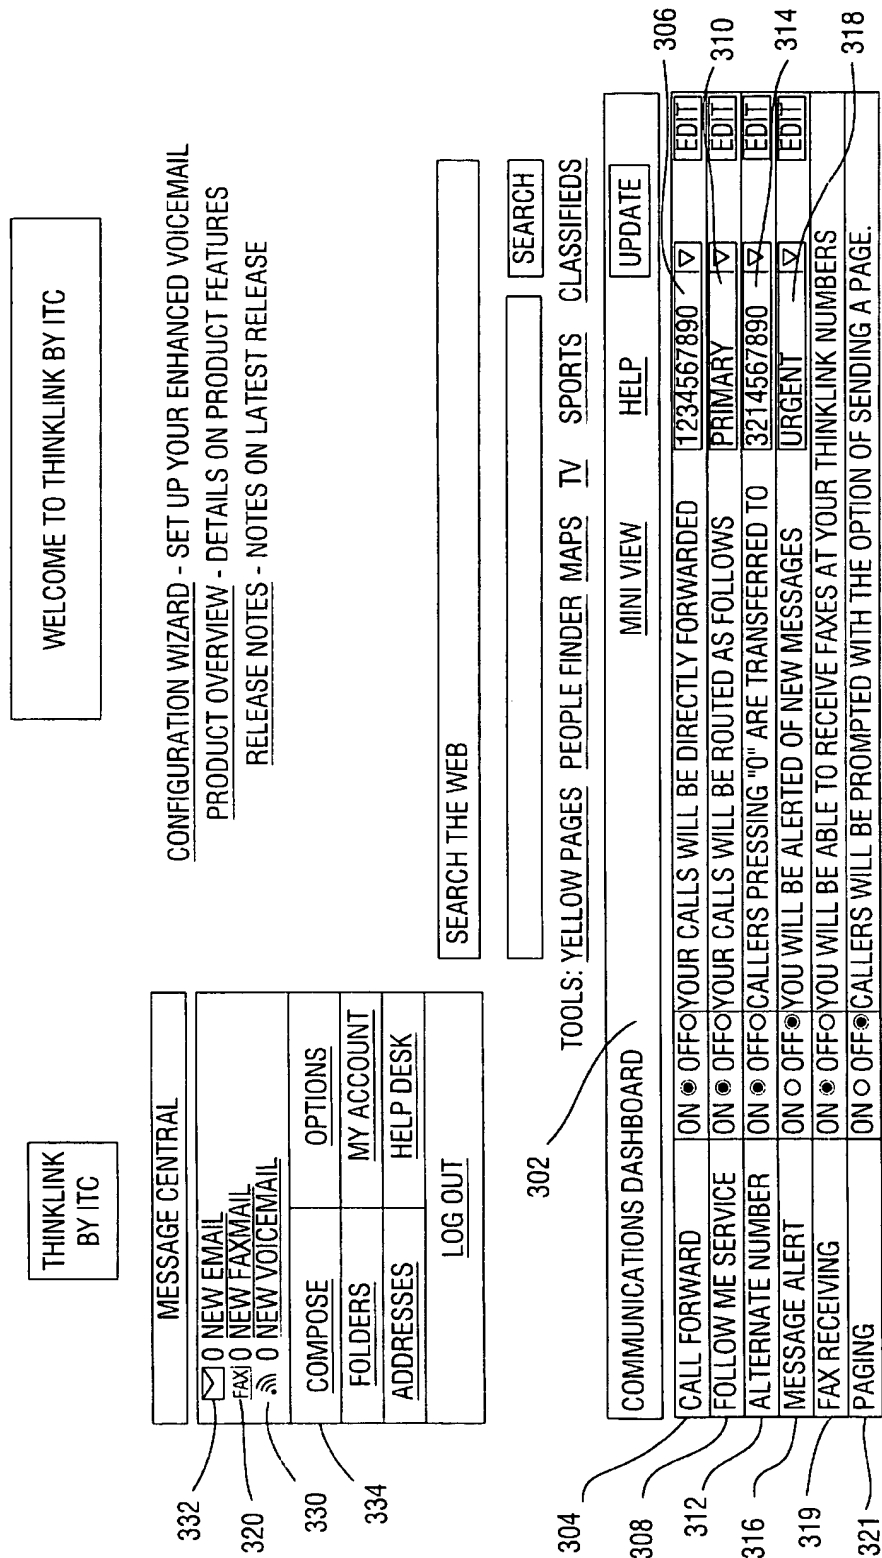 THINKLINK
BY ITC
WELCOME TO THINKLINK BY ITC
MESSAGE CENTRAL
0 NEW EMAIL
FAX 0 NEW FAXMAIL
0 NEW VOICEMAIL
COMPOSE OPTIONS
FOLDERS MY ACCOUNT
ADDRESSES HELP DESK
LOG OUT
332
320
330
334
CONFIGURATION WIZARD - SET UP YOUR ENHANCED VOICEMAIL
PRODUCT OVERVIEW - DETAILS ON PRODUCT FEATURES
RELEASE NOTES - NOTES ON LATEST RELEASE
SEARCH THE WEB
SEARCH
TOOLS: YELLOW PAGES PEOPLE FINDER MAPS TV SPORTS CLASSIFIEDS
302
COMMUNICATIONS DASHBOARD MINI VIEW HELP UPDATE
304 CALL FORWARD ON OFF YOUR CALLS WILL BE DIRECTLY FORWARDED 1234567890 EDIT 306
308 FOLLOW ME SERVICE ON OFF YOUR CALLS WILL BE ROUTED AS FOLLOWS PRIMARY EDIT 310
312 ALTERNATE NUMBER ON OFF CALLERS PRESSING "0" ARE TRANSFERRED TO 3214567890 EDIT 314
316 MESSAGE ALERT ON OFF YOU WILL BE ALERTED OF NEW MESSAGES URGENT EDIT 318
319 FAX RECEIVING ON OFF YOU WILL BE ABLE TO RECEIVE FAXES AT YOUR THINKLINK NUMBERS
321 PAGING ON OFF CALLERS WILL BE PROMPTED WITH THE OPTION OF SENDING A PAGE.